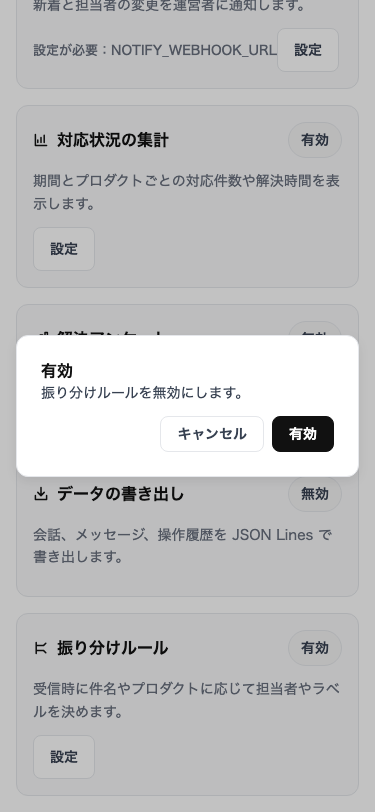 新着と担当者の変更を運営者に通知します。
設定が必要：NOTIFY_WEBHOOK_URL
設定
対応状況の集計
有効
期間とプロダクトごとの対応件数や解決時間を表
示します。
設定
有効
振り分けルールを無効にします。
キャンセル
有効
データの書き出し
無効
会話、メッセージ、操作履歴を JSON Lines で
書き出します。
振り分けルール
有効
受信時に件名やプロダクトに応じて担当者やラベ
ルを決めます。
設定